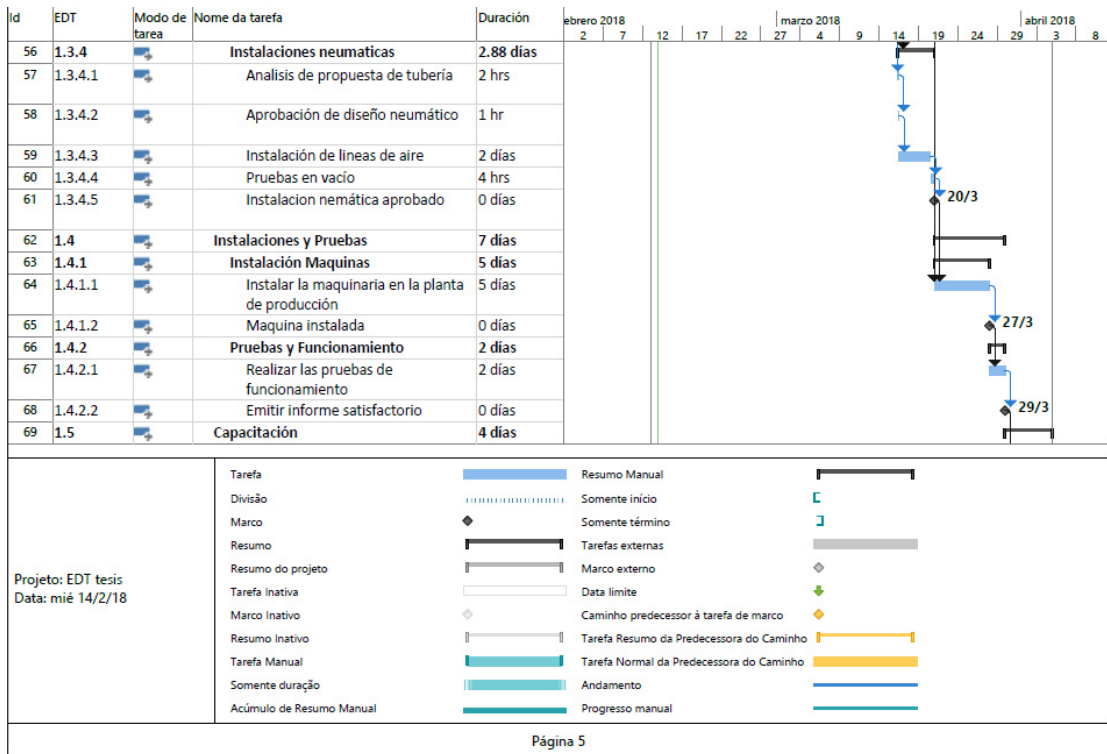 Id EDT Modo de Nome da tarefa Duración ebrero 2018 marzo 2018 abril 2018
tarea 2 7 12 17 22 27 4 9 14 19 24 29 3 8
56 1.3.4 Instalaciones neumaticas 2.88 días
57 1.3.4.1 Analisis de propuesta de tubería 2 hrs
58 1.3.4.2 Aprobación de diseño neumático 1 hr
59 1.3.4.3 Instalación de lineas de aire 2 días
60 1.3.4.4 Pruebas en vacío 4 hrs
61 1.3.4.5 Instalacion nemática aprobado 0 días 20/3
62 1.4 Instalaciones y Pruebas 7 días
63 1.4.1 Instalación Maquinas 5 días
64 1.4.1.1 Instalar la maquinaria en la planta 5 días
de producción
65 1.4.1.2 Maquina instalada 0 días 27/3
66 1.4.2 Pruebas y Funcionamiento 2 días
67 1.4.2.1 Realizar las pruebas de 2 días
funcionamiento
68 1.4.2.2 Emitir informe satisfactorio 0 días 29/3
69 1.5 Capacitación 4 días
Projeto: EDT tesis
Data: mié 14/2/18
Tarefa Resumo Manual
Divisão Somente início
Marco Somente término
Resumo Tarefas externas
Resumo do projeto Marco externo
Tarefa Inativa Data limite
Marco Inativo Caminho predecessor à tarefa de marco
Resumo Inativo Tarefa Resumo da Predecessora do Caminho
Tarefa Manual Tarefa Normal da Predecessora do Caminho
Somente duração Andamento
Acúmulo de Resumo Manual Progresso manual
Página 5